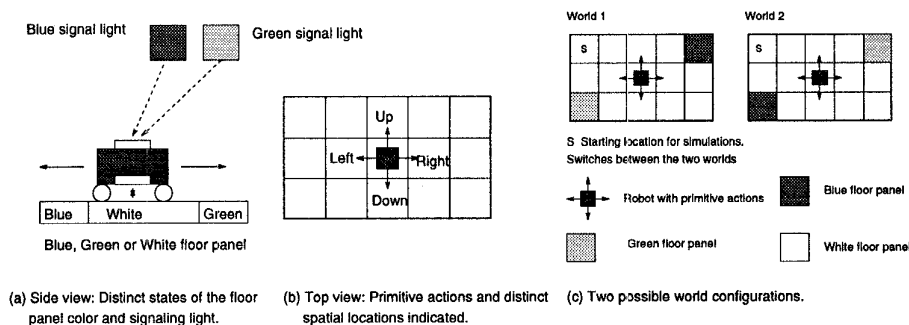 Blue signal light
Green signal light
Blue
White
Green
Blue, Green or White floor panel
(a) Side view: Distinct states of the floor
panel color and signaling light.
Up
Left
Right
Down
(b) Top view: Primitive actions and distinct
spatial locations indicated.
World 1
World 2
S
S
S Starting location for simulations.
Switches between the two worlds
Robot with primitive actions
Blue floor panel
Green floor panel
White floor panel
(c) Two possible world configurations.